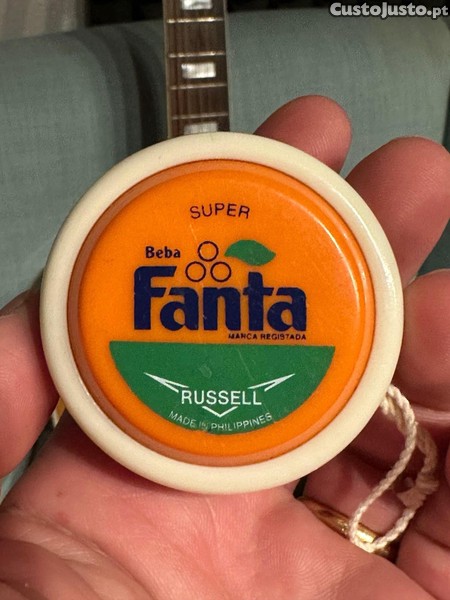 CustoJusto.pt
SUPER
Beba
Fanta
MARCA REGISTADA
RUSSELL
MADE IN PHILIPPINES